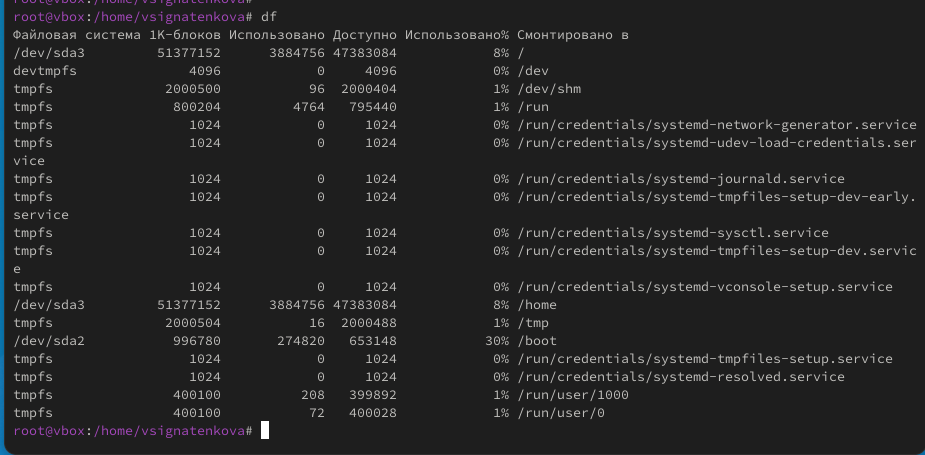 root@vbox:/home/vsignatenkova# df
Файловая система 1K-блоков Использовано Доступно Использовано% Смонтировано в
/dev/sda3 51377152 3884756 47383084 8% /
devtmpfs 4096 0 4096 0% /dev
tmpfs 2000500 96 2000404 1% /dev/shm
tmpfs 800204 4764 795440 1% /run
tmpfs 1024 0 1024 0% /run/credentials/systemd-network-generator.service
tmpfs 1024 0 1024 0% /run/credentials/systemd-udev-load-credentials.ser
vice
tmpfs 1024 0 1024 0% /run/credentials/systemd-journald.service
tmpfs 1024 0 1024 0% /run/credentials/systemd-tmpfiles-setup-dev-early.
service
tmpfs 1024 0 1024 0% /run/credentials/systemd-sysctl.service
tmpfs 1024 0 1024 0% /run/credentials/systemd-tmpfiles-setup-dev.servic
e
tmpfs 1024 0 1024 0% /run/credentials/systemd-vconsole-setup.service
/dev/sda3 51377152 3884756 47383084 8% /home
tmpfs 2000504 16 2000488 1% /tmp
/dev/sda2 996780 274820 653148 30% /boot
tmpfs 1024 0 1024 0% /run/credentials/systemd-tmpfiles-setup.service
tmpfs 1024 0 1024 0% /run/credentials/systemd-resolved.service
tmpfs 400100 208 399892 1% /run/user/1000
tmpfs 400100 72 400028 1% /run/user/0
root@vbox:/home/vsignatenkova#